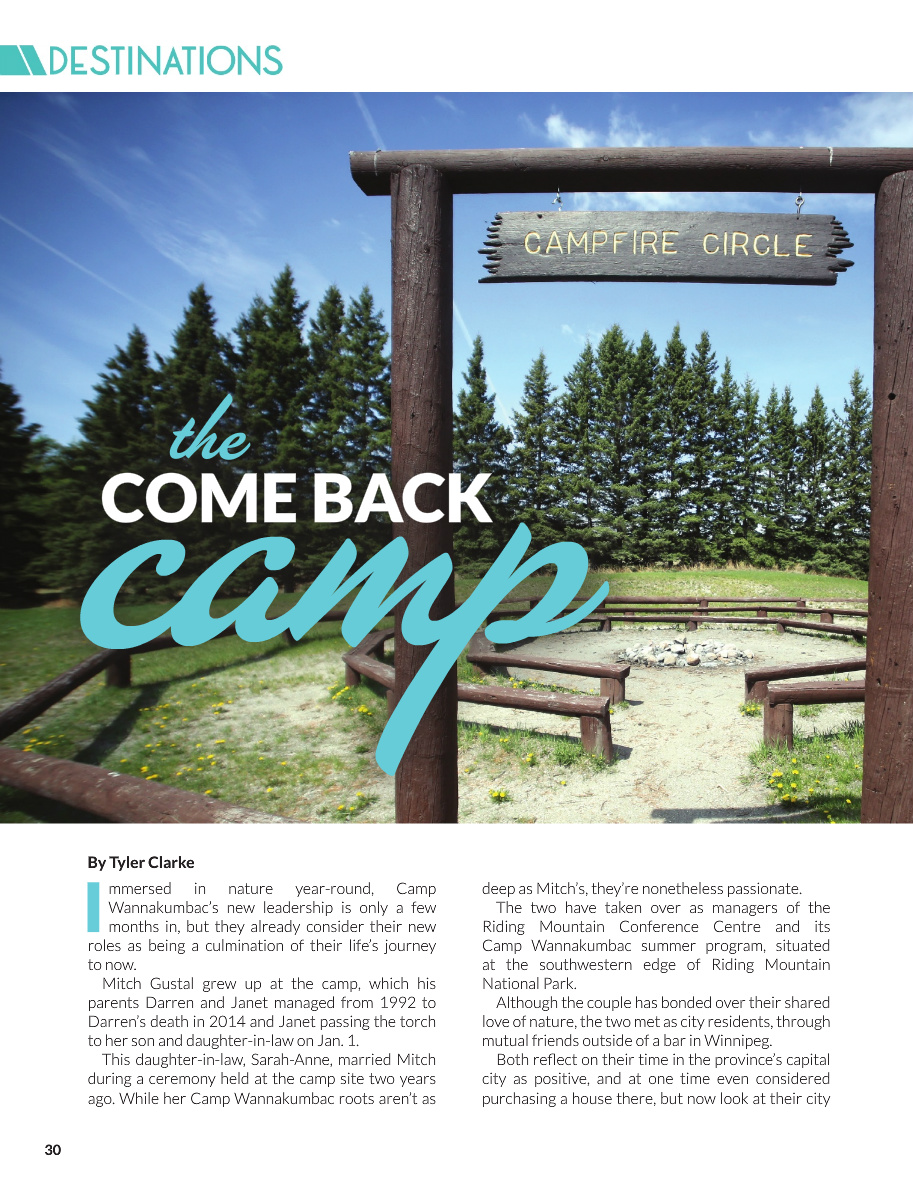 DESTINATIONS
CAMPFIRE CIRCLE
the
COME BACK
camp
By Tyler Clarke
Immersed in nature year-round, Camp
Wannakumbac’s new leadership is only a few
months in, but they already consider their new
roles as being a culmination of their life’s journey
to now.
Mitch Gustal grew up at the camp, which his
parents Darren and Janet managed from 1992 to
Darren’s death in 2014 and Janet passing the torch
to her son and daughter-in-law on Jan. 1.
This daughter-in-law, Sarah-Anne, married Mitch
during a ceremony held at the camp site two years
ago. While her Camp Wannakumbac roots aren’t as
deep as Mitch’s, they’re nonetheless passionate.
The two have taken over as managers of the
Riding Mountain Conference Centre and its
Camp Wannakumbac summer program, situated
at the southwestern edge of Riding Mountain
National Park.
Although the couple has bonded over their shared
love of nature, the two met as city residents, through
mutual friends outside of a bar in Winnipeg.
Both reflect on their time in the province’s capital
city as positive, and at one time even considered
purchasing a house there, but now look at their city
30